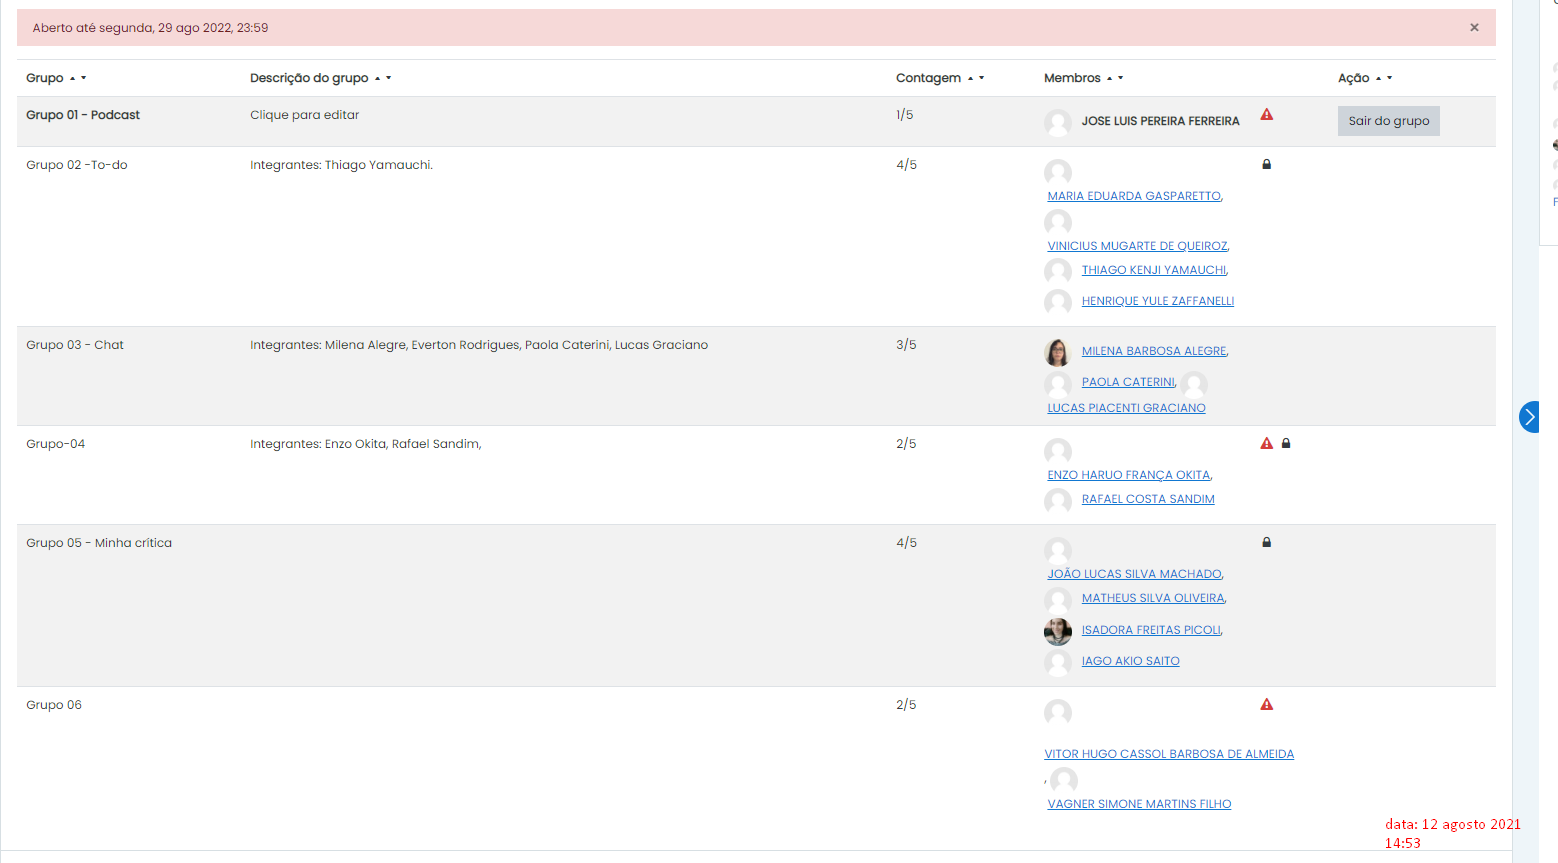 Aberto até segunda, 29 ago 2022, 23:59 ×
Grupo Descrição do grupo Contagem Membros Ação
Grupo 01 - Podcast Clique para editar 1/5 JOSE LUIS PEREIRA FERREIRA Sair do grupo
Grupo 02 -To-do Integrantes: Thiago Yamauchi. 4/5
MARIA EDUARDA GASPARETTO,
VINICIUS MUGARTE DE QUEIROZ,
THIAGO KENJI YAMAUCHI,
HENRIQUE YULE ZAFFANELLI
Grupo 03 - Chat Integrantes: Milena Alegre, Everton Rodrigues, Paola Caterini, Lucas Graciano 3/5 MILENA BARBOSA ALEGRE,
PAOLA CATERINI,
LUCAS PIACENTI GRACIANO
Grupo-04 Integrantes: Enzo Okita, Rafael Sandim, 2/5
ENZO HARUO FRANÇA OKITA,
RAFAEL COSTA SANDIM
Grupo 05 - Minha crítica 4/5
JOÃO LUCAS SILVA MACHADO,
MATHEUS SILVA OLIVEIRA,
ISADORA FREITAS PICOLI,
IAGO AKIO SAITO
Grupo 06 2/5
VITOR HUGO CASSOL BARBOSA DE ALMEIDA
,
VAGNER SIMONE MARTINS FILHO
data: 12 agosto 2021
14:53